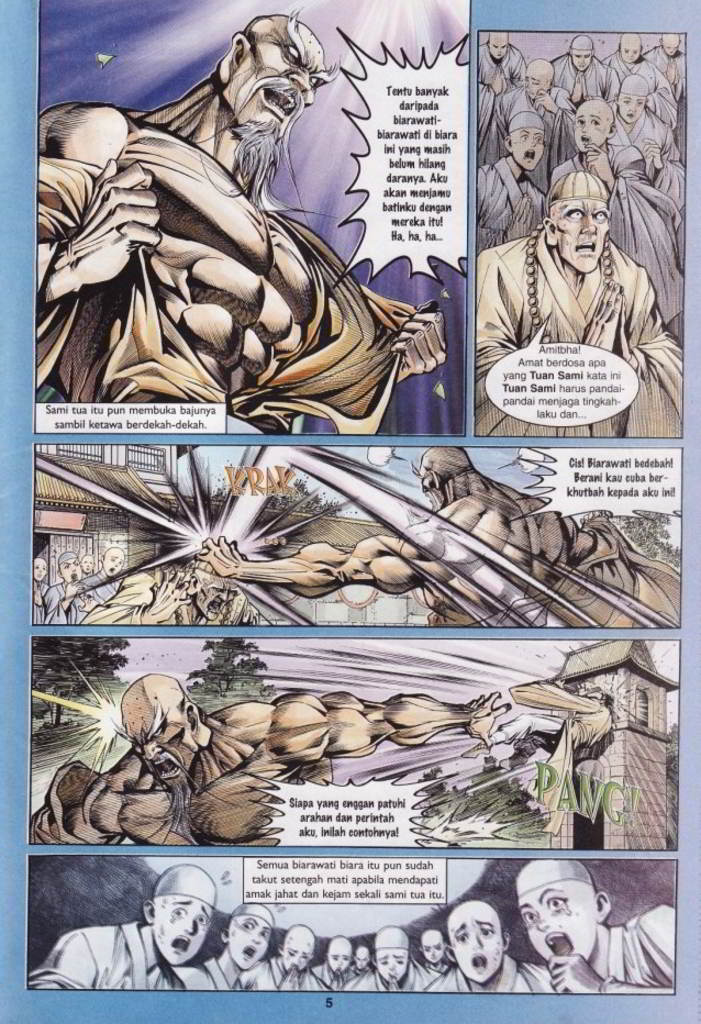 Tentu banyak
daripada
biarawati-
biarawati di biara
ini yang masih
belum hilang
daranya. Aku
akan menjamu
batinku dengan
mereka itu!
Ha, ha, ha...
Sami tua itu pun membuka bajunya
sambil ketawa berdekah-dekah.
Amitbha!
Amat berdosa apa
yang Tuan Sami kata ini
Tuan Sami harus pandai-
pandai menjaga tingkah-
laku dan...
KRAK
Cis! Biarawati bedebah!
Berani kau cuba ber-
khutbah kepada aku ini!
Siapa yang enggan patuhi
arahan dan perintah
aku, inilah contohnya!
PANG!
Semua biarawati biara itu pun sudah
takut setengah mati apabila mendapati
amak jahat dan kejam sekali sami tua itu.
5